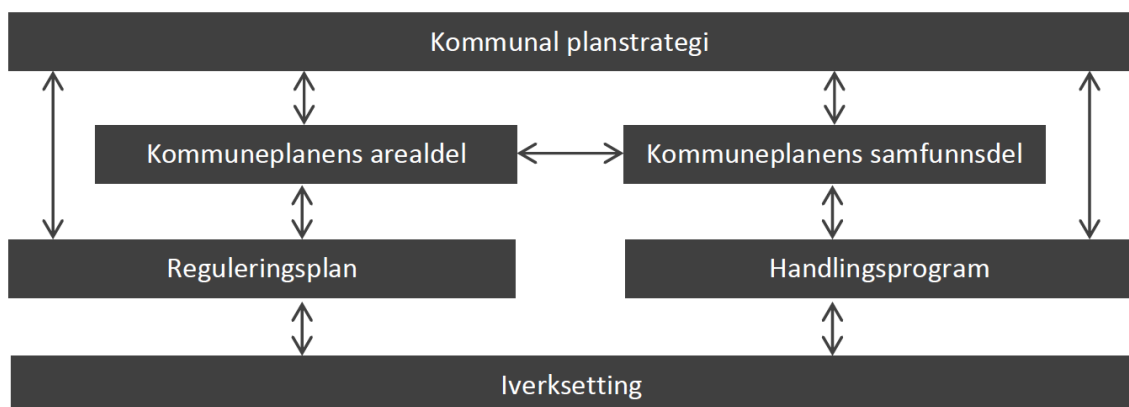 Kommunal planstrategi
Kommuneplanens arealdel
Kommuneplanens samfunnsdel
Reguleringsplan
Handlingsprogram
Iverksetting